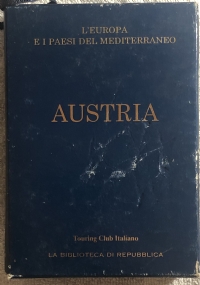 L'EUROPA
E I PAESI DEL MEDITERRANEO
AUSTRIA
Touring Club Italiano
LA BIBLIOTECA DI REPUBBLICA